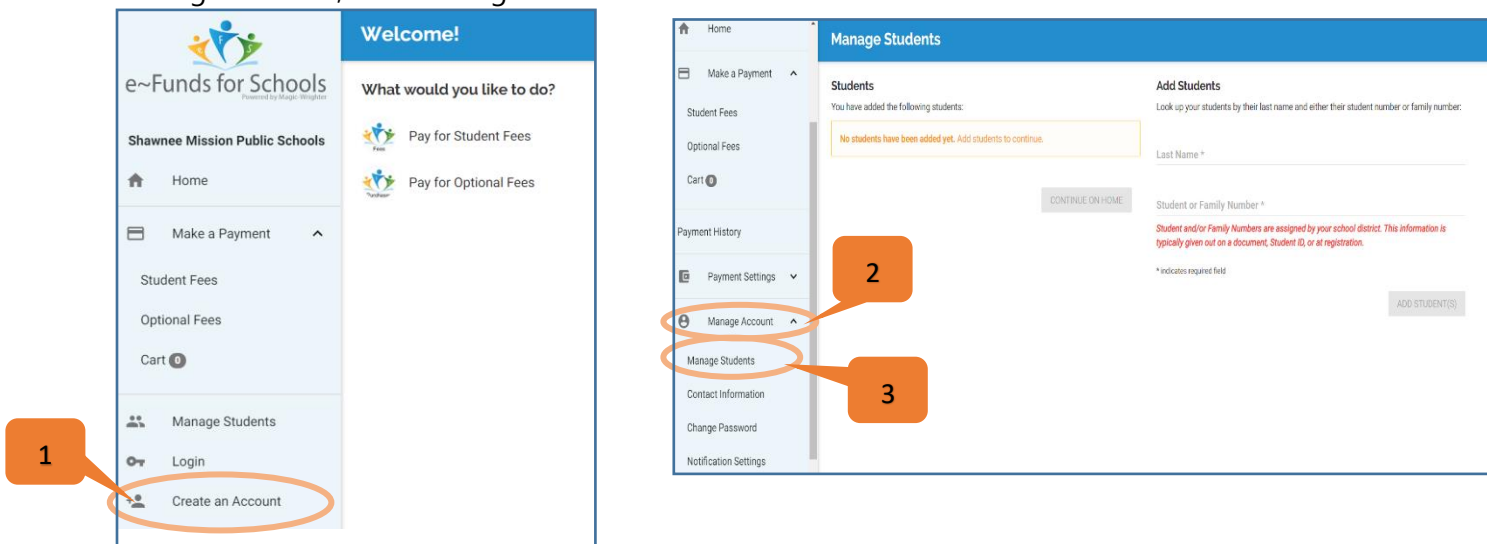 e~Funds for Schools
Powered by Magic-Wrighter
Shawnee Mission Public Schools
Home
Make a Payment
Student Fees
Optional Fees
Cart 0
Manage Students
Login
Create an Account
1
Welcome!
What would you like to do?
Fees
Pay for Student Fees
Pay for Optional Fees
Home
Make a Payment
Student Fees
Optional Fees
Cart 0
Payment History
Payment Settings
Manage Account
Manage Students
Contact Information
Change Password
Notification Settings
2
3
Manage Students
Students
You have added the following students:
No students have been added yet. Add students to continue.
CONTINUE ON HOME
Add Students
Look up your students by their last name and either their student number or family number:
Last Name *
Student or Family Number *
Student and/or Family Numbers are assigned by your school district. This information is
typically given out on a document, Student ID, or at registration.
* indicates required field
ADD STUDENT(S)